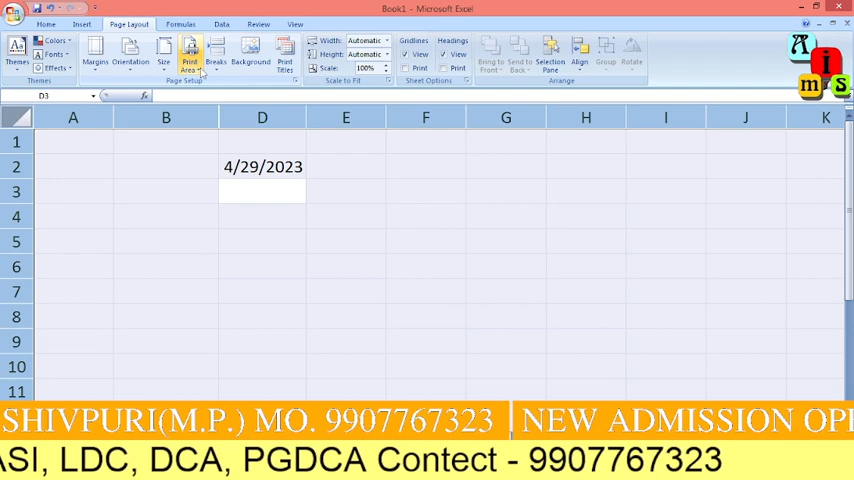 Book1 - Microsoft Excel
Home Insert Page Layout Formulas Data Review View
Themes Colors Fonts Effects Margins Orientation Size Print Area Breaks Background Print Titles Width: Automatic Height: Automatic Scale: 100% Gridlines View Print Headings View Print Bring to Front Send to Back Selection Pane Align Group Rotate
Themes Page Setup Scale to Fit Sheet Options Arrange
A i m s
D3 fx
A B C D E F G H I J K
1
2 4/29/2023
3
4
5
6
7
8
9
10
11
SHIVPURI(M.P.) MO. 9907767323 NEW ADMISSION OPE
ASI, LDC, DCA, PGDCA Contect - 9907767323